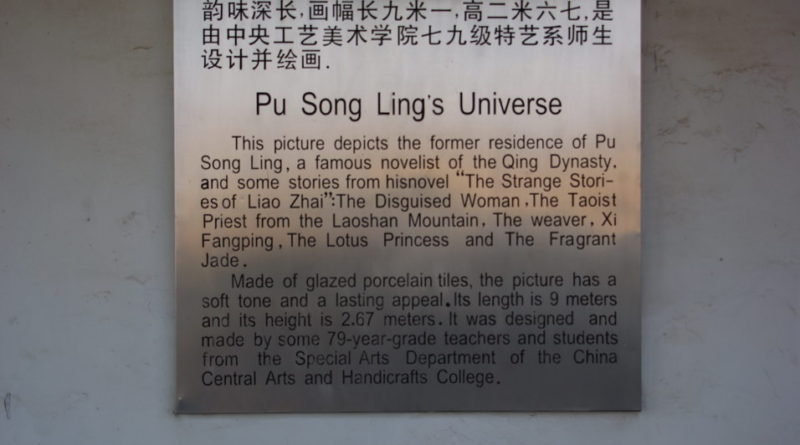 韵味深长,画幅长九米一,高二米六七,是
由中央工艺美术学院七九级特艺系师生
设计并绘画.
Pu Song Ling's Universe
This picture depicts the former residence of Pu
Song Ling, a famous novelist of the Qing Dynasty.
and some stories from hisnovel “The Strange Stori-
es of Liao Zhai”:The Disguised Woman ,The Taoist
Priest from the Laoshan Mountain, The weaver, Xi
Fangping, The Lotus Princess and The Fragrant
Jade.
Made of glazed porcelain tiles, the picture has a
soft tone and a lasting appeal. Its length is 9 meters
and its height is 2.67 meters. It was designed and
made by some 79-year-grade teachers and students
from the Special Arts Department of the China
Central Arts and Handicrafts College.